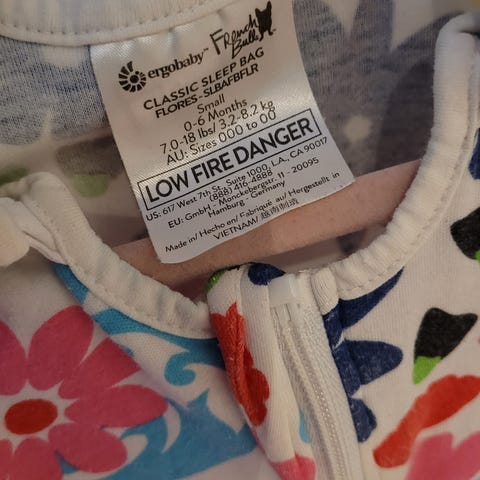 ergobaby™ French Bull.
CLASSIC SLEEP BAG
FLORES - SLBAFBFLR
Small
0-6 Months
7.0-18 lbs/ 3.2-8.2 kg
AU: Sizes 000 to 00
LOW FIRE DANGER
US: 617 West 7th St., Suite 1000, L.A., CA 90017
(888) 416-4888
EU: GmbH - Monckebergstr. 11 - 20095
Hamburg - Germany
Made in/ Hecho en/ Fabriqué au/ Hergestellt in
VIETNAM/ 越南制造